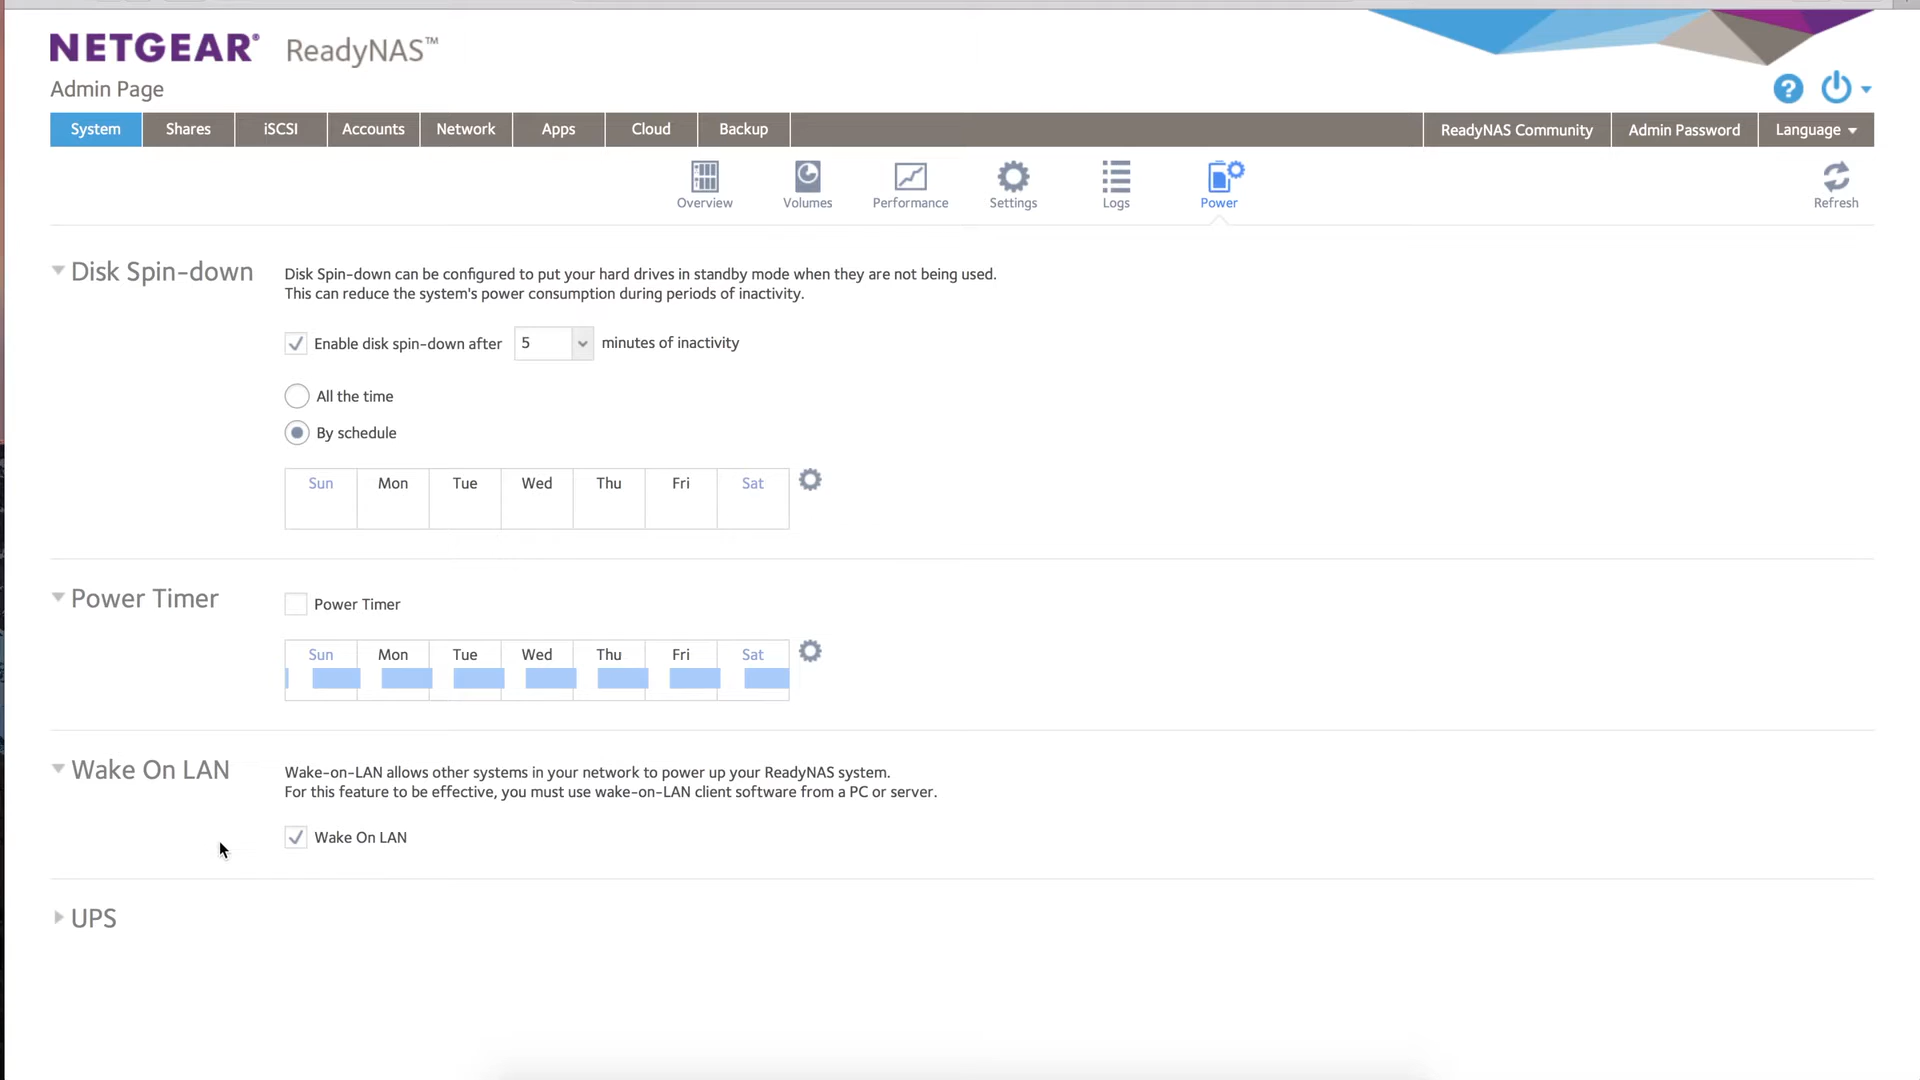 NETGEAR® ReadyNAS™
Admin Page
?
System Shares iSCSI Accounts Network Apps Cloud Backup ReadyNAS Community Admin Password Language
Overview Volumes Performance Settings Logs Power Refresh
Disk Spin-down
Disk Spin-down can be configured to put your hard drives in standby mode when they are not being used.
This can reduce the system's power consumption during periods of inactivity.
Enable disk spin-down after 5 minutes of inactivity
All the time
By schedule
Sun Mon Tue Wed Thu Fri Sat
Power Timer
Power Timer
Sun Mon Tue Wed Thu Fri Sat
Wake On LAN
Wake-on-LAN allows other systems in your network to power up your ReadyNAS system.
For this feature to be effective, you must use wake-on-LAN client software from a PC or server.
Wake On LAN
UPS